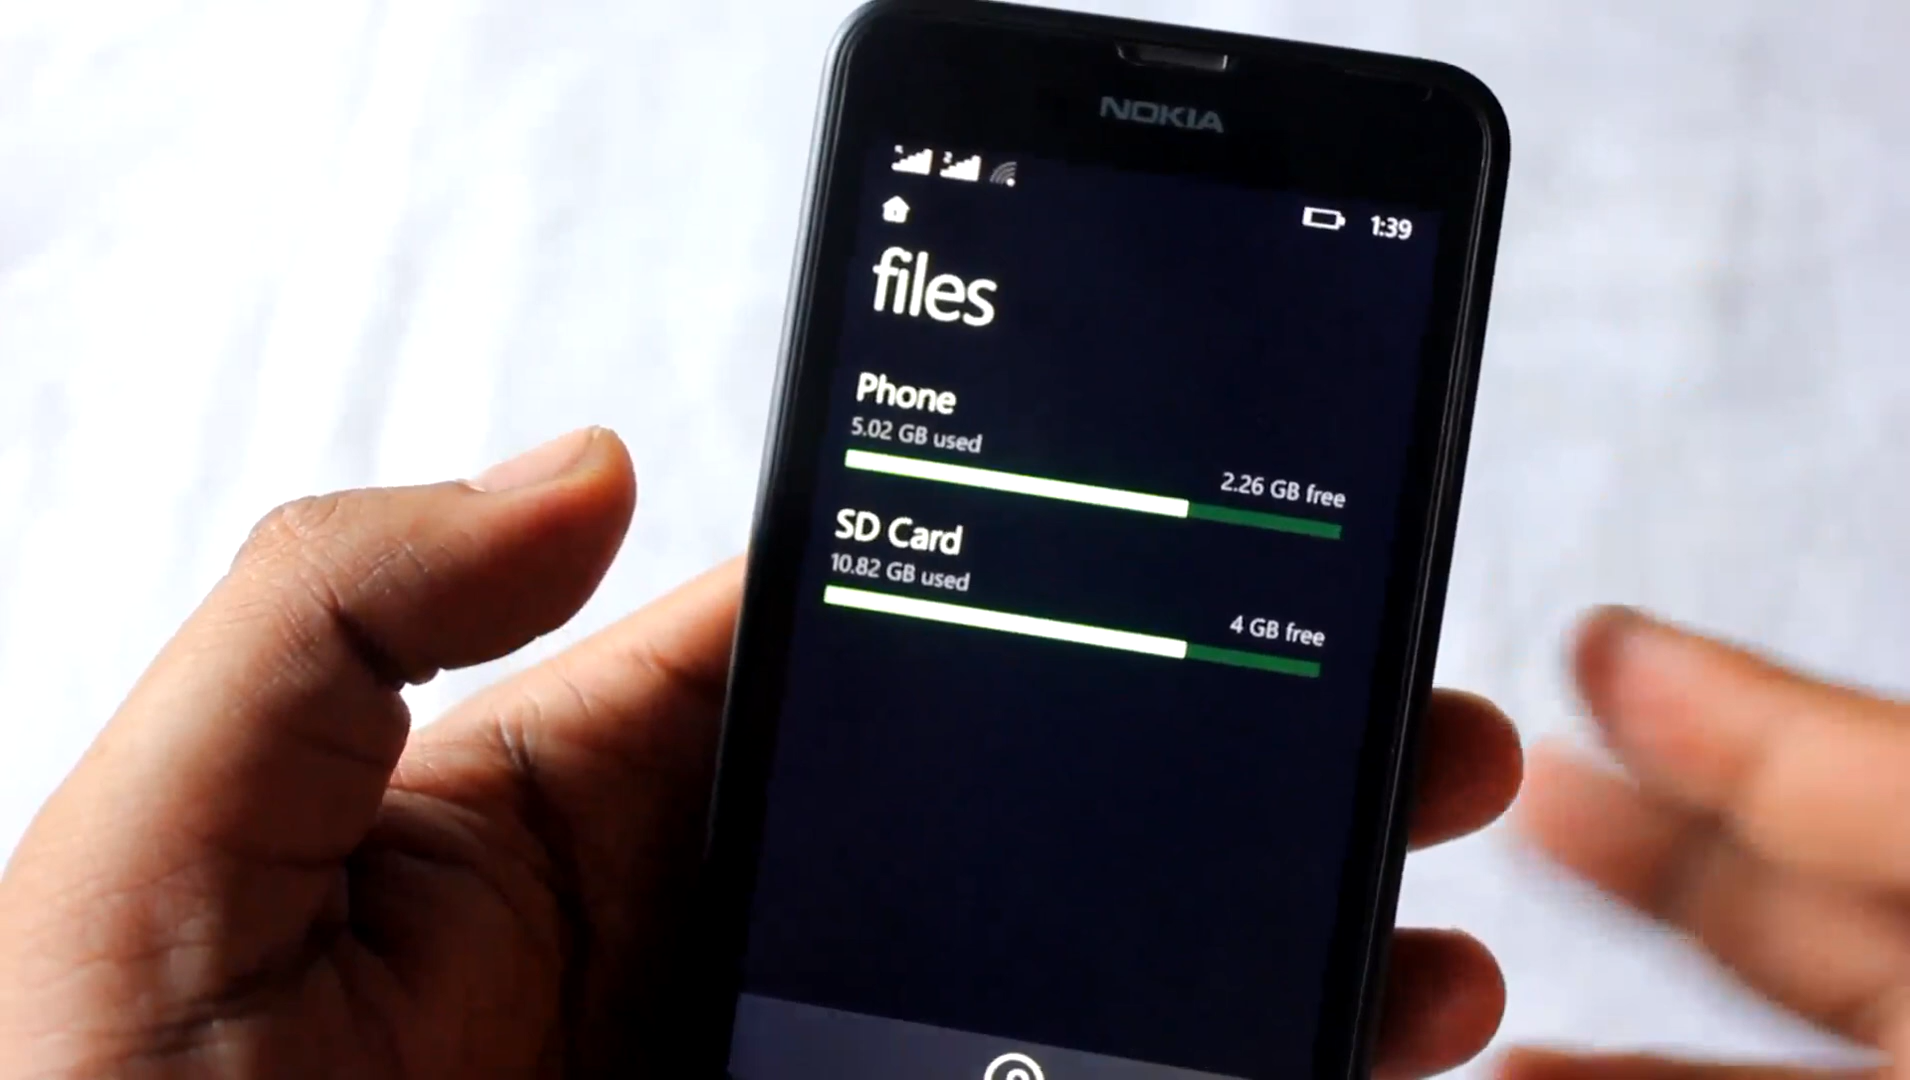 NOKIA
2
1:39
files
Phone
5.02 GB used
2.26 GB free
SD Card
10.82 GB used
4 GB free